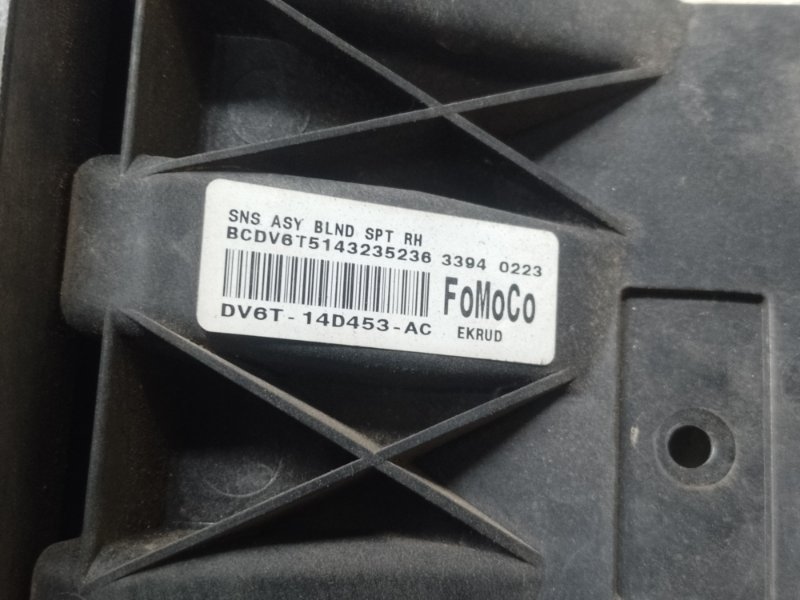 SNS ASY BLND SPT RH
BCDV6T5143235236 3394 0223
FoMoCo
DV6T-14D453-AC EKRUD